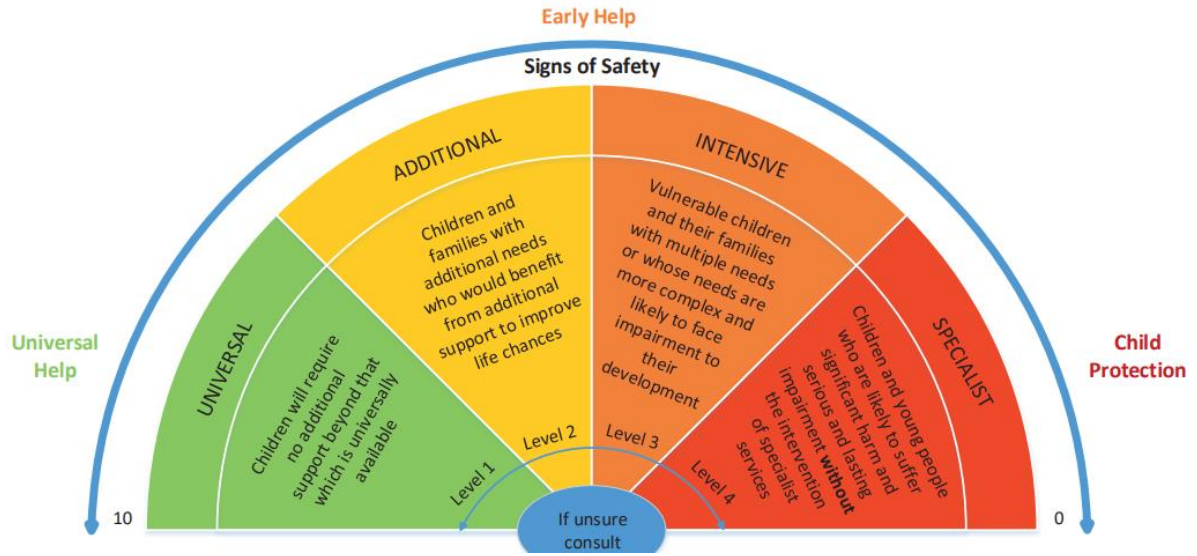 Early Help
Signs of Safety
Universal
Help
UNIVERSAL
Children will require
no additional
support beyond that
which is universally
available
Level 1
ADDITIONAL
Children and
families with
additional needs
who would benefit
from additional
support to improve
life chances
Level 2
INTENSIVE
Vulnerable children
and their families
with multiple needs
or whose needs are
more complex and
likely to face
impairment to
their
development
Level 3
SPECIALIST
Children and young people
who are likely to suffer
significant harm and
serious and lasting
impairment without
the intervention
of specialist
services
Level 4
Child
Protection
10
If unsure
consult
0